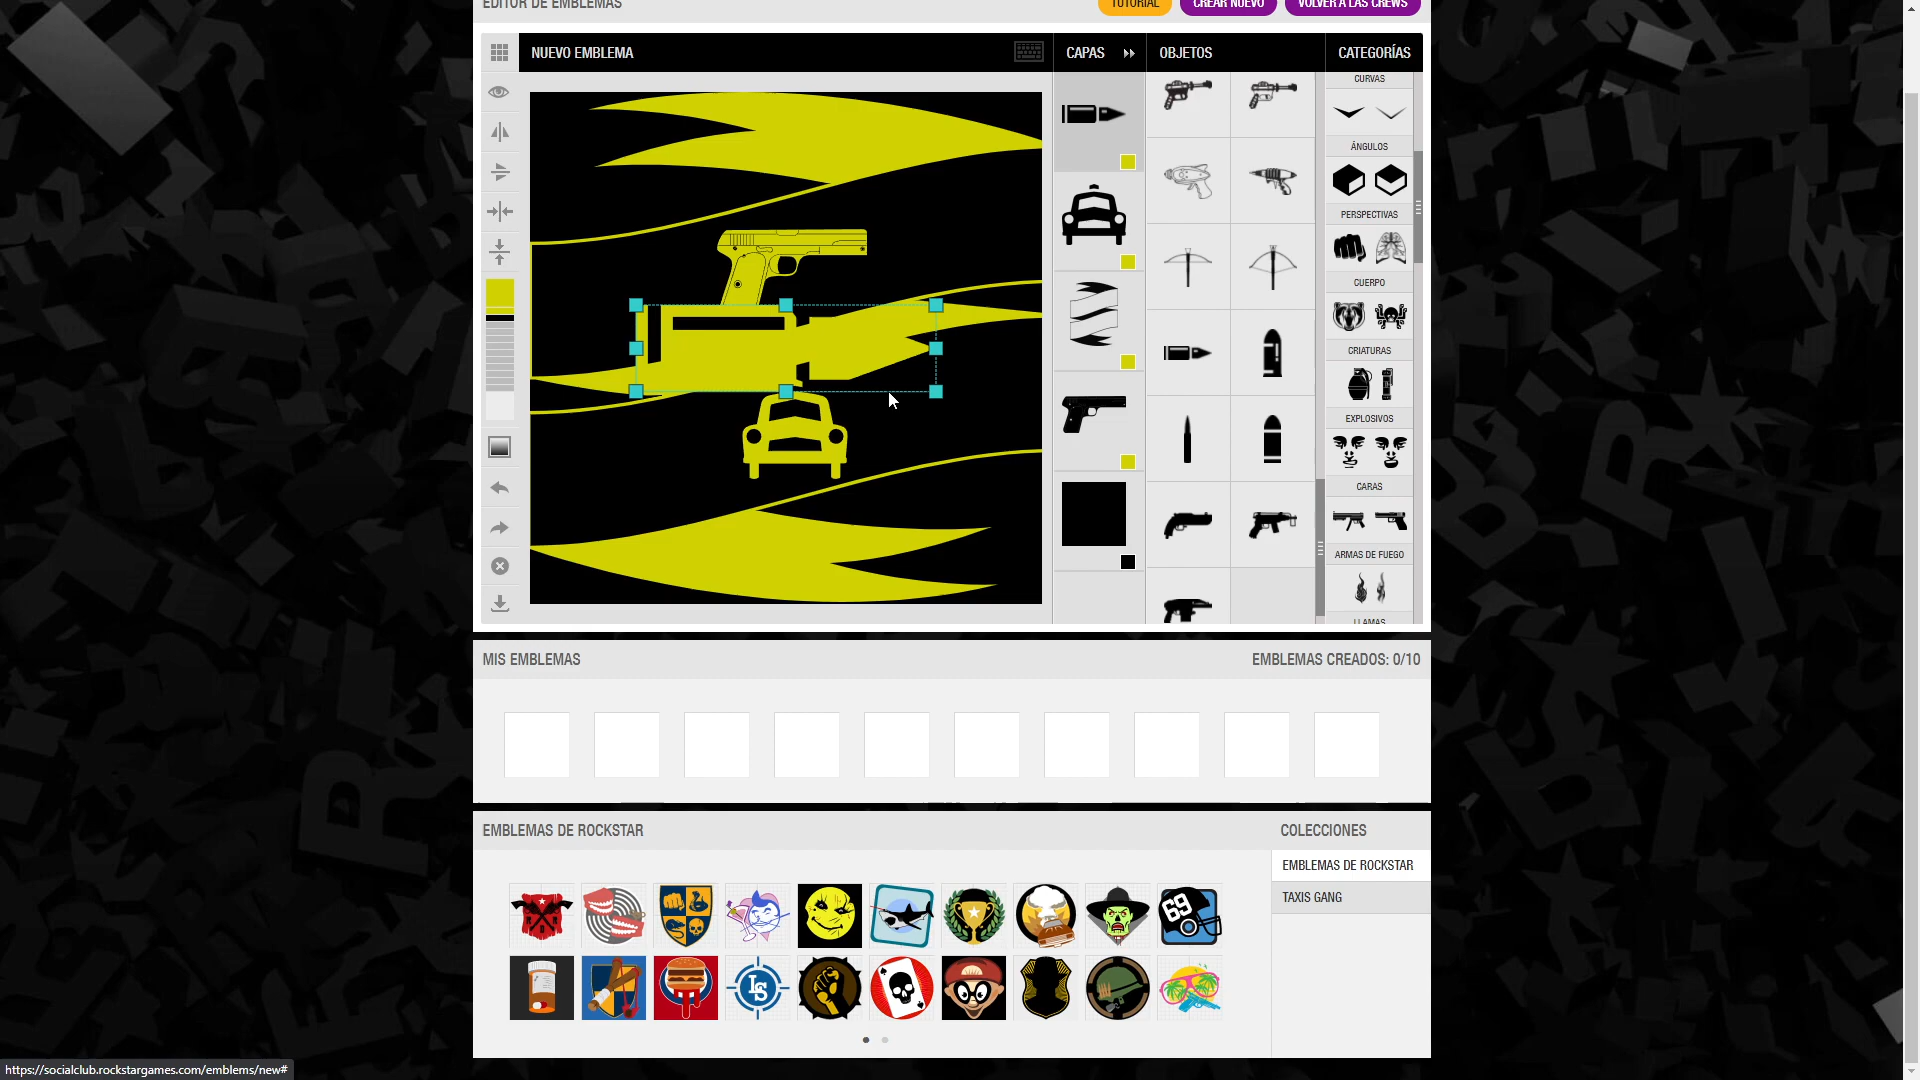 EDITOR DE EMBLEMAS
TUTORIAL
CREAR NUEVO
VOLVER A LAS CREWS
NUEVO EMBLEMA
CAPAS
OBJETOS
CATEGORÍAS
CURVAS
ÁNGULOS
PERSPECTIVAS
CUERPO
CRIATURAS
EXPLOSIVOS
CARAS
ARMAS DE FUEGO
LLAMAS
MIS EMBLEMAS
EMBLEMAS CREADOS: 0/10
EMBLEMAS DE ROCKSTAR
COLECCIONES
EMBLEMAS DE ROCKSTAR
TAXIS GANG
69
LS
https://socialclub.rockstargames.com/emblems/new#